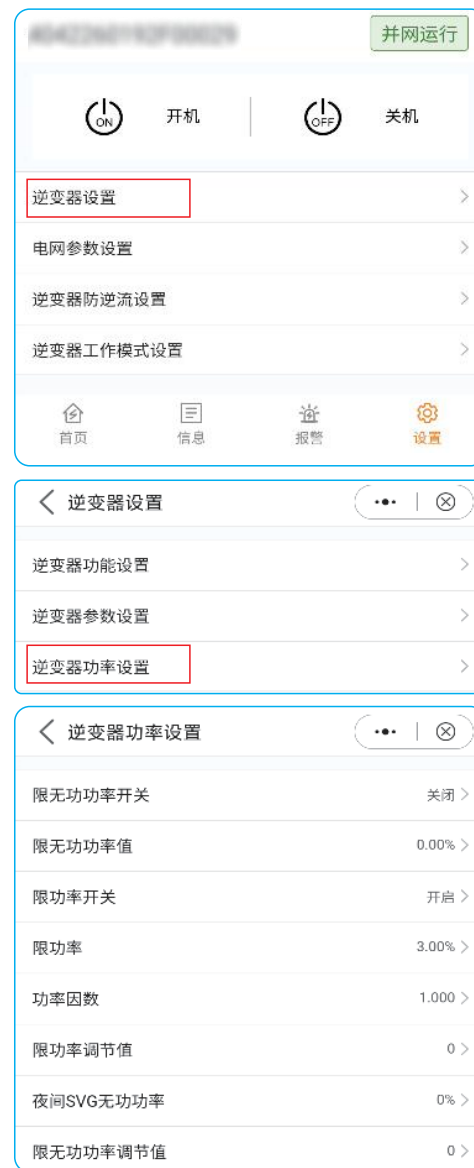 并网运行
ON 开机 OFF 关机
逆变器设置
电网参数设置
逆变器防逆流设置
逆变器工作模式设置
首页 信息 报警 设置
逆变器设置
逆变器功能设置
逆变器参数设置
逆变器功率设置
逆变器功率设置
限无功功率开关 关闭
限无功功率值 0.00%
限功率开关 开启
限功率 3.00%
功率因数 1.000
限功率调节值 0
夜间SVG无功功率 0%
限无功功率调节值 0